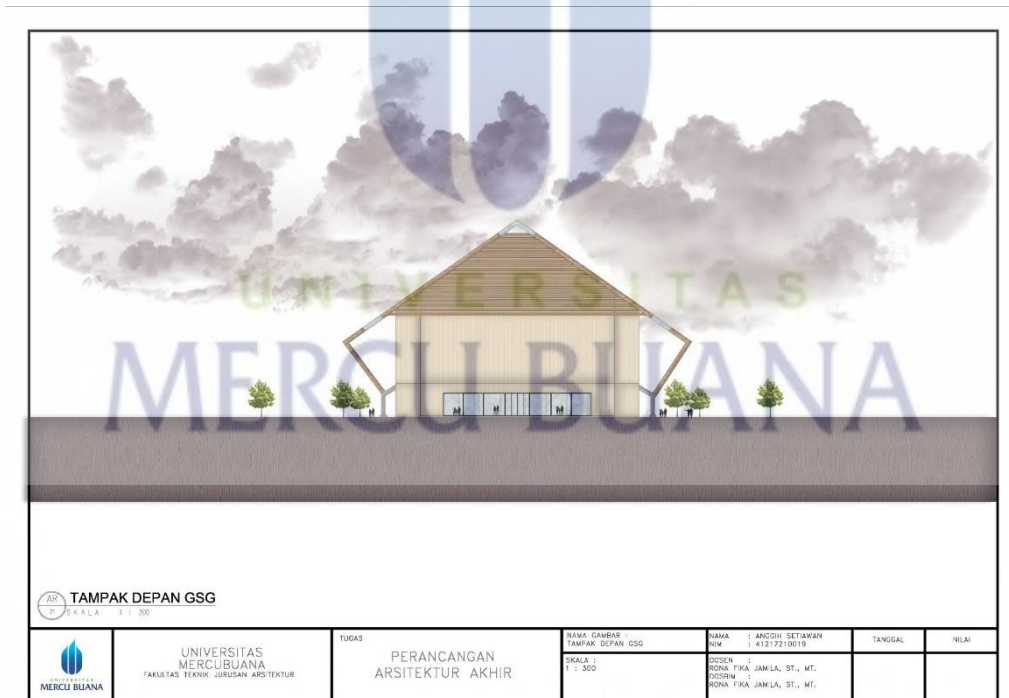 UNIVERSITAS
MERCU BUANA
AR
TAMPAK DEPAN GSG
SKALA 1 : 300
UNIVERSITAS
MERCU BUANA
UNIVERSITAS
MERCUBUANA
FAKULTAS TEKNIK JURUSAN ARSITEKTUR
TUGAS
PERANCANGAN
ARSITEKTUR AKHIR
NAMA GAMBAR :
TAMPAK DEPAN GSG
SKALA :
1 : 300
NAMA : ANGGIH SETIAWAN
NIM : 41217210019
DOSEN :
RONA FIKA JAMILA, ST., MT.
DOSBIM :
RONA FIKA JAMILA, ST., MT.
TANGGAL
NILAI